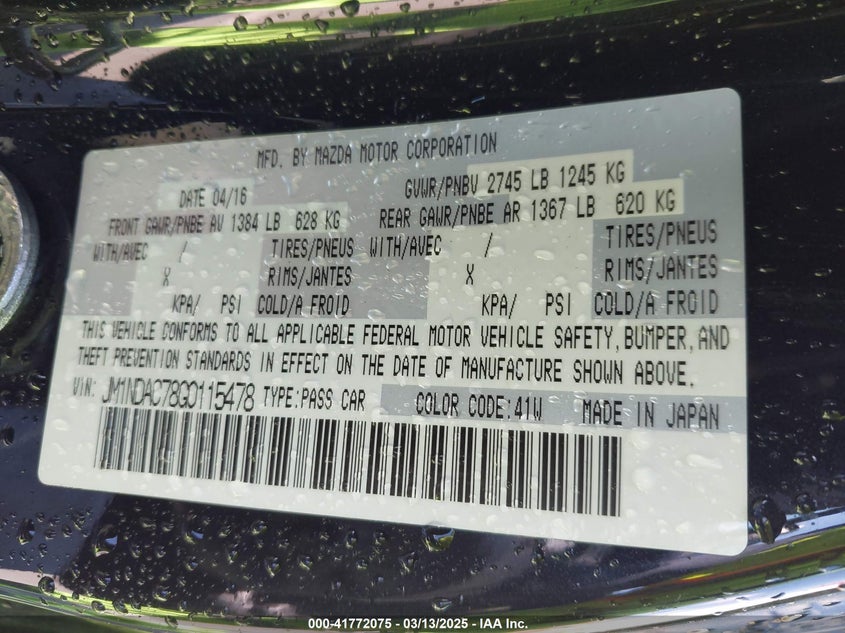 MFD. BY MAZDA MOTOR CORPORATION
DATE 04/16 GVWR/PNBV 2745 LB 1245 KG
FRONT GAWR/PNBE AV 1384 LB 628 KG REAR GAWR/PNBE AR 1367 LB 620 KG
WITH/AVEC / TIRES/PNEUS WITH/AVEC / TIRES/PNEUS
X RIMS/JANTES X RIMS/JANTES
KPA/ PSI COLD/A FROID KPA/ PSI COLD/A FROID
THIS VEHICLE CONFORMS TO ALL APPLICABLE FEDERAL MOTOR VEHICLE SAFETY, BUMPER, AND
THEFT PREVENTION STANDARDS IN EFFECT ON THE DATE OF MANUFACTURE SHOWN ABOVE.
VIN: JM1NDAC78G0115478 TYPE:PASS CAR COLOR CODE:41W MADE IN JAPAN
000-41772075 - 03/13/2025 - IAA Inc.